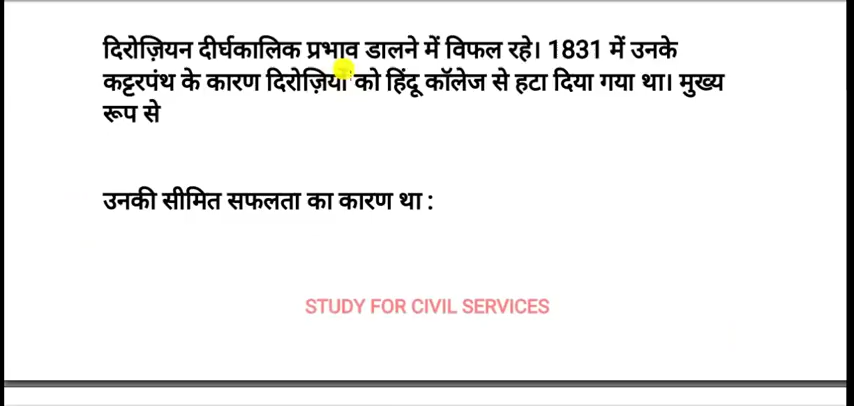 दिरोज़ियन दीर्घकालिक प्रभाव डालने में विफल रहे। 1831 में उनके
कट्टरपंथ के कारण दिरोज़ियों को हिंदू कॉलेज से हटा दिया गया था। मुख्य
रूप से
उनकी सीमित सफलता का कारण था :
STUDY FOR CIVIL SERVICES